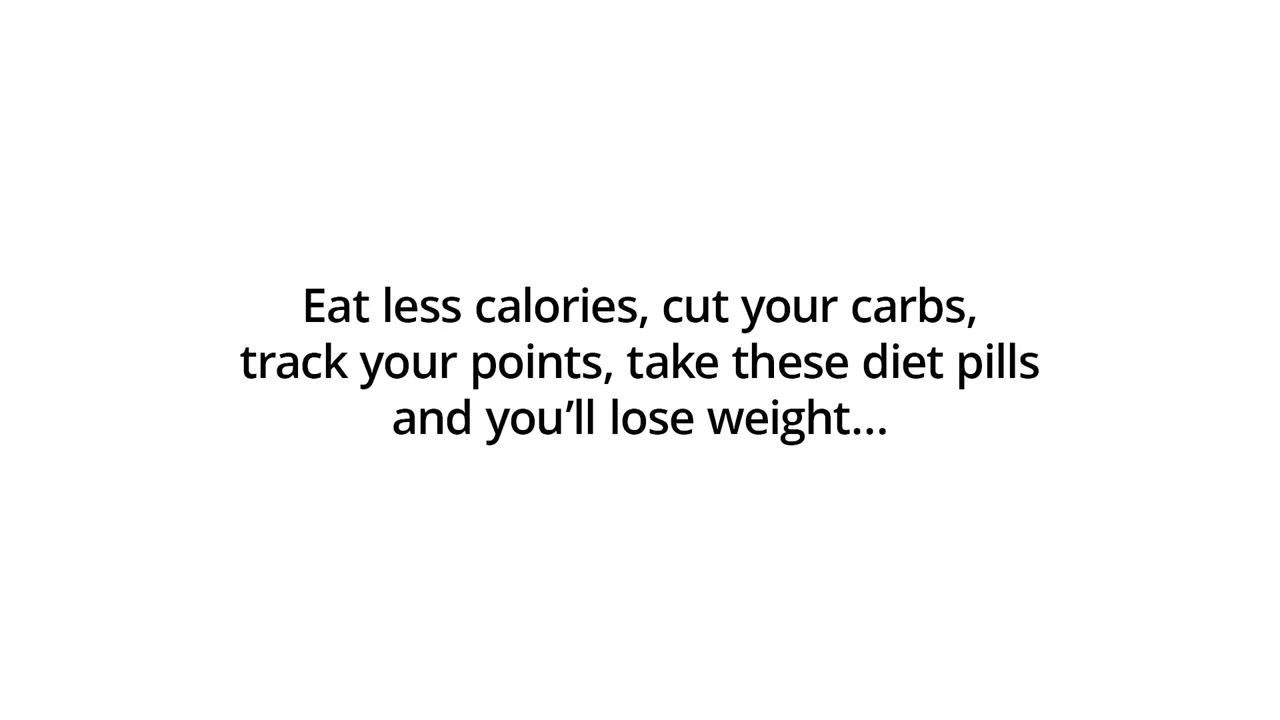 Eat less calories, cut your carbs,
track your points, take these diet pills
and you’ll lose weight...